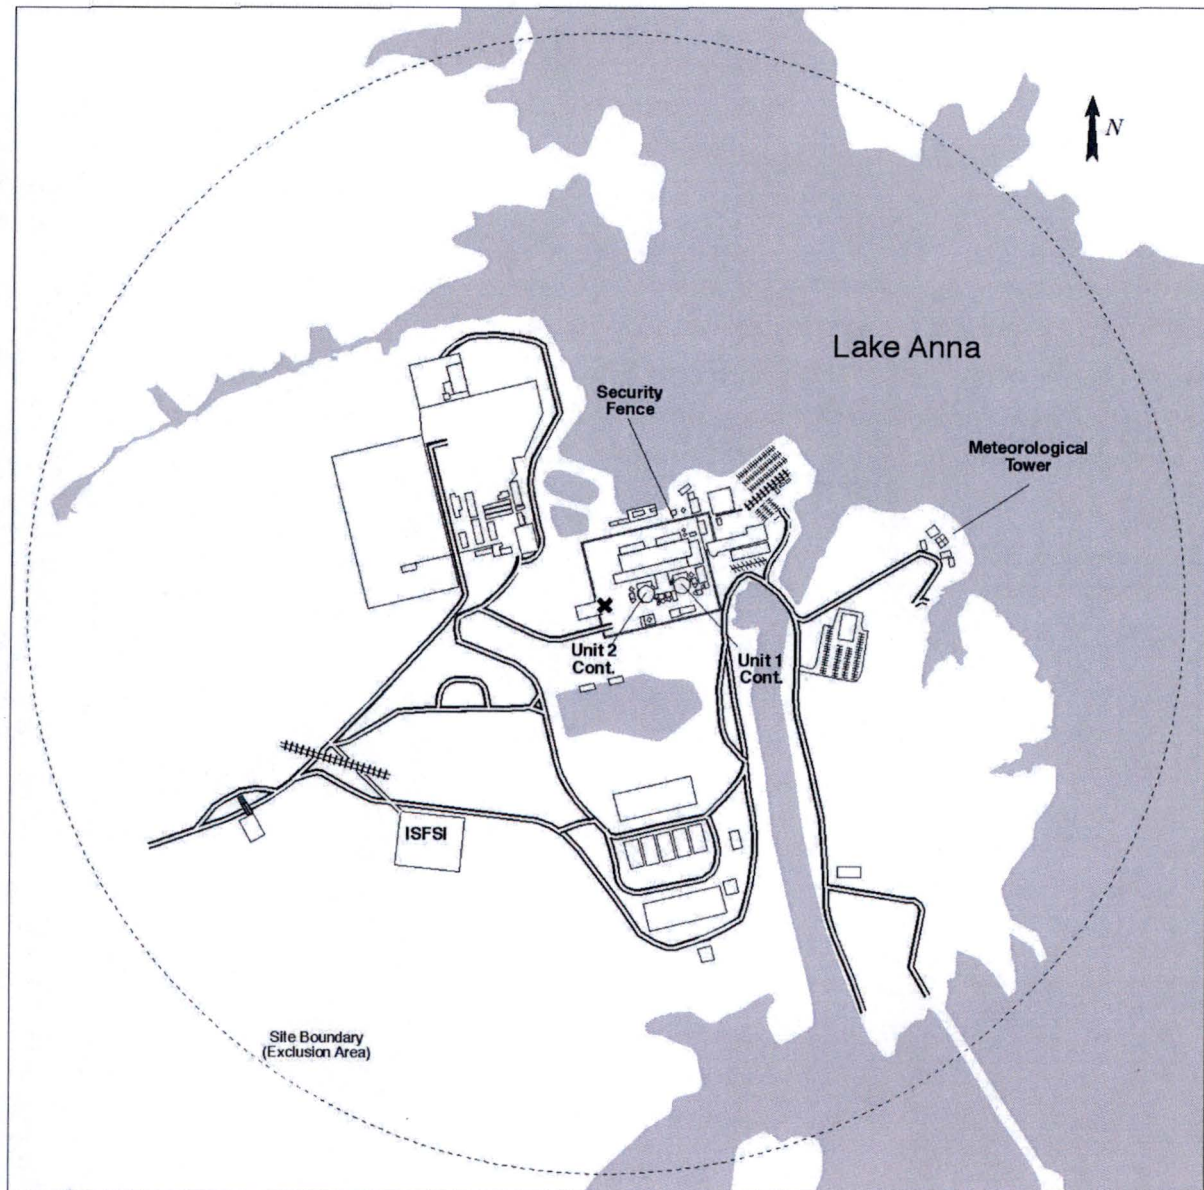 N
Lake Anna
Security
Fence
Meteorological
Tower
Unit 2
Cont.
Unit 1
Cont.
ISFSI
Site Boundary
(Exclusion Area)